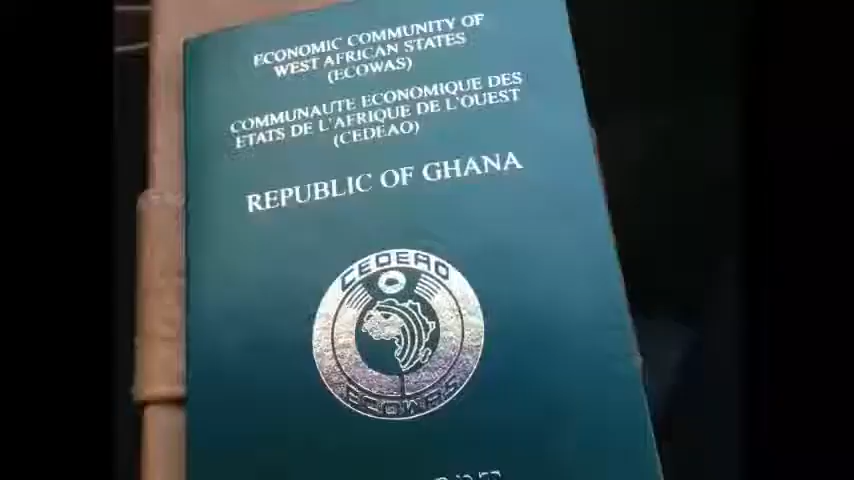 ECONOMIC COMMUNITY OF
WEST AFRICAN STATES
(ECOWAS)
COMMUNAUTE ECONOMIQUE DES
ETATS DE L'AFRIQUE DE L'OUEST
(CEDEAO)
REPUBLIC OF GHANA
CEDEAO
ECOWAS